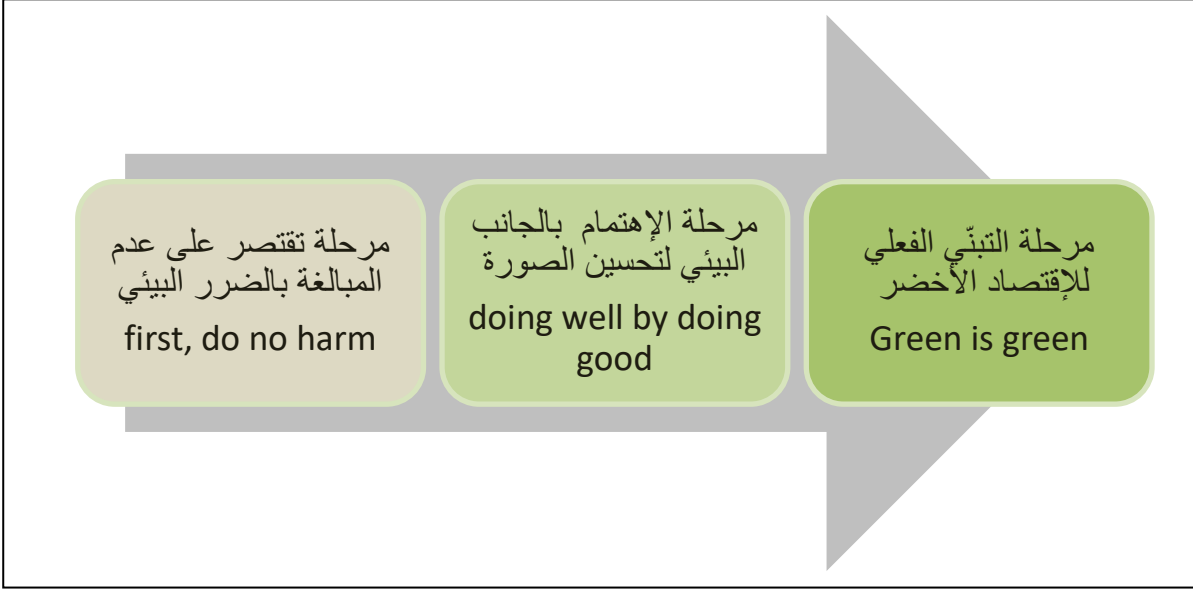 مرحلة تقتصر على عدم
المبالغة بالضرر البيئي
first, do no harm
مرحلة الإهتمام بالجانب
البيئي لتحسين الصورة
doing well by doing
good
مرحلة التبنّي الفعلي
للإقتصاد الأخضر
Green is green